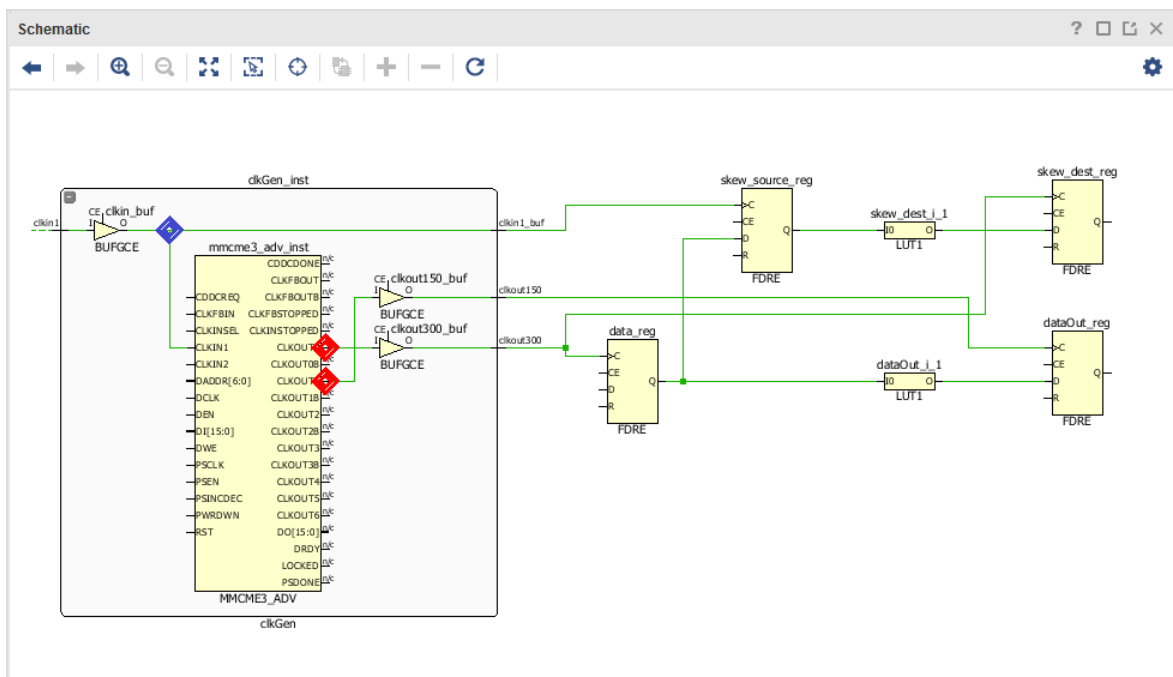 Schematic
clkGen_inst
clkin1
CE
clkin_buf
I
O
BUFGCE
clkin1_buf
mmcme3_adv_inst
CDDCDONE n/c
CLKFBOUT n/c
CDDCREQ
CLKFBOUTB n/c
CLKFBIN
CLKFBSTOPPED n/c
CLKINSEL
CLKINSTOPPED n/c
CLKIN1
CLKOUT
CLKIN2
CLKOUT0B n/c
DADDR[6:0]
CLKOUT
DCLK
CLKOUT1B n/c
DEN
CLKOUT2 n/c
DI[15:0]
CLKOUT2B n/c
DWE
CLKOUT3 n/c
PSCLK
CLKOUT3B n/c
PSEN
CLKOUT4 n/c
PSINCDEC
CLKOUT5 n/c
PWRDWN
CLKOUT6 n/c
RST
DO[15:0] n/c
DRDY n/c
LOCKED n/c
PSDONE n/c
MMCME3_ADV
clkGen
CE
clkout150_buf
I
O
BUFGCE
clkout150
CE
clkout300_buf
I
O
BUFGCE
clkout300
data_reg
C
CE
D
Q
R
FDRE
skew_source_reg
C
CE
D
Q
R
FDRE
skew_dest_i_1
I0
O
LUT1
skew_dest_reg
C
CE
Q
D
R
FDRE
dataOut_i_1
I0
O
LUT1
dataOut_reg
C
CE
Q
D
R
FDRE